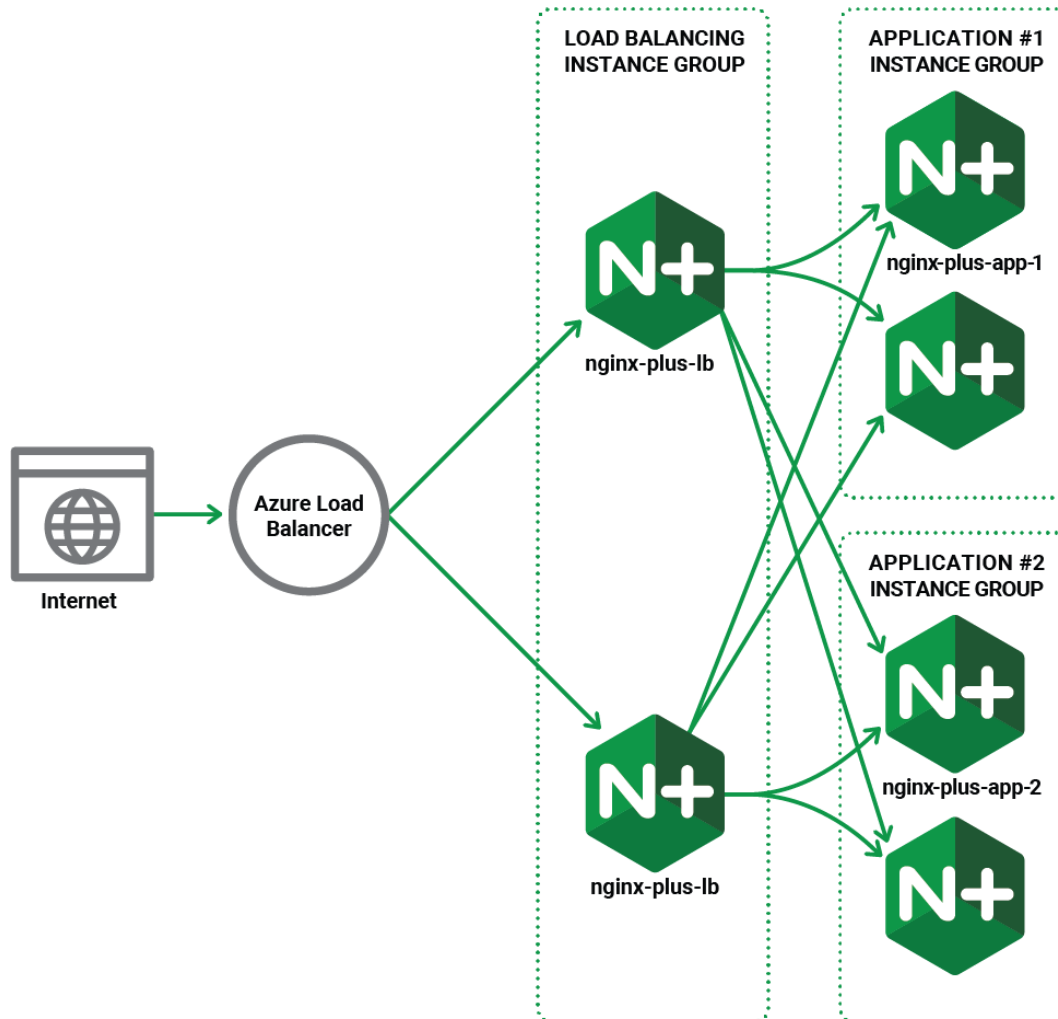 LOAD BALANCING
INSTANCE GROUP
APPLICATION #1
INSTANCE GROUP
N+
nginx-plus-app-1
N+
nginx-plus-lb
N+
Azure Load
Balancer
Internet
APPLICATION #2
INSTANCE GROUP
N+
nginx-plus-app-2
N+
nginx-plus-lb
N+